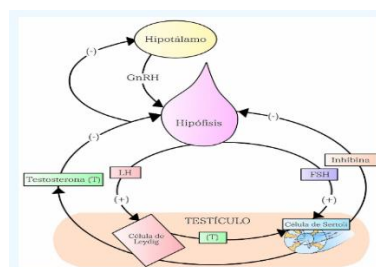 Hipotálamo
(-)
GnRH
(-)
(-)
Hipófisis
Inhibina
LH
FSH
Testosterona (T)
(+)
(+)
TESTÍCULO
Célula de Sertoli
Célula de
Leydig
(T)